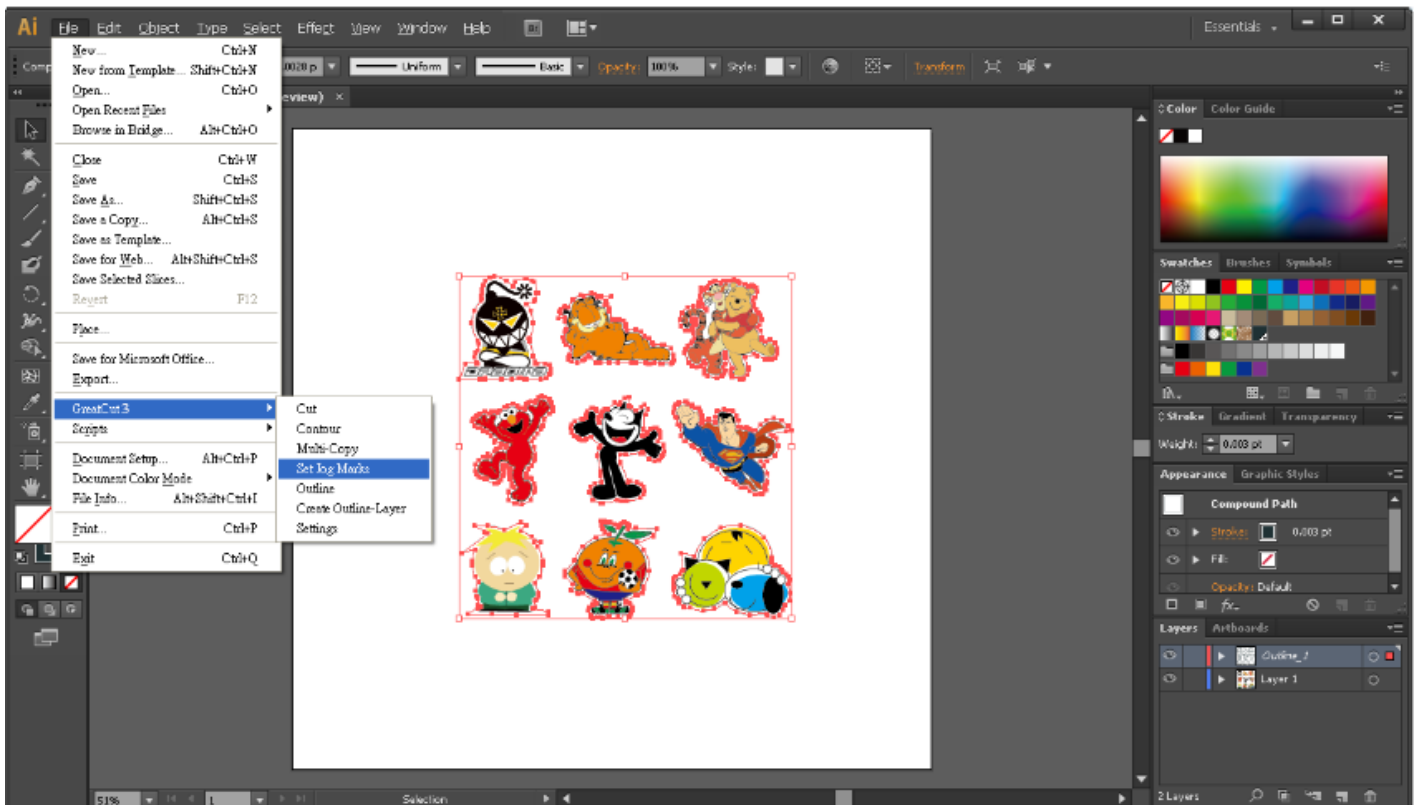 Ai File Edit Object Type Select Effect View Window Help Br Essentials
.0028 p Uniform Basic Opacity: 100% Style: Transform
New... Ctrl+N
New from Template... Shift+Ctrl+N
Open... Ctrl+O
Open Recent Files
Browse in Bridge... Alt+Ctrl+O
Close Ctrl+W
Save Ctrl+S
Save As... Shift+Ctrl+S
Save a Copy... Alt+Ctrl+S
Save as Template...
Save for Web... Alt+Shift+Ctrl+S
Save Selected Slices...
Revert F12
Place...
Save for Microsoft Office...
Export...
GreatCut 3
Scripts
Document Setup... Alt+Ctrl+P
Document Color Mode
File Info... Alt+Shift+Ctrl+I
Print... Ctrl+P
Exit Ctrl+Q
Cut
Contour
Multi-Copy
Set Jog Marks
Outline
Create Outline-Layer
Settings
Color Color Guide
Swatches Brushes Symbols
Stroke Gradient Transparency
Weight: 0.003 pt
Appearance Graphic Styles
Compound Path
Stroke: 0.003 pt
Fill:
Opacity: Default
fx
Layers Artboards
Outline_1
Layer 1
2 Layers
51% 1 Selection